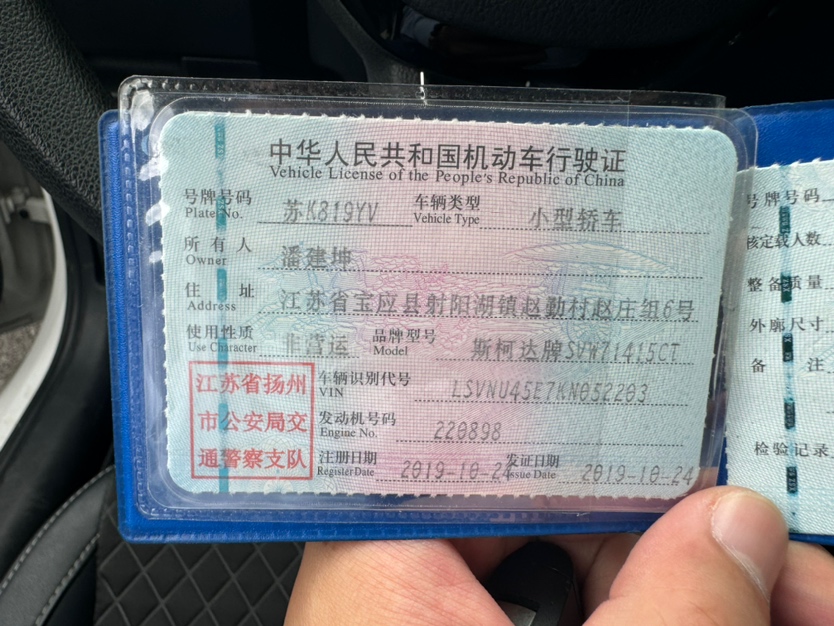 中华人民共和国机动车行驶证
Vehicle License of the People's Republic of China
号牌号码 苏K819YV 车辆类型 小型轿车
Plate No. Vehicle Type
所有人 潘建坤
Owner
住址 江苏省宝应县射阳湖镇赵勤村赵庄组6号
Address
使用性质 非营运 品牌型号 斯柯达牌SVW71415CT
Use Character Model
江苏省扬州
市公安局交
通警察支队
车辆识别代号 LSVNU45E7KN052203
VIN
发动机号码 220898
Engine No.
注册日期 2019-10-24 发证日期 2019-10-24
Register Date Issue Date
号牌号码
核定载人数
整备质量
外廓尺寸
备注
检验记录